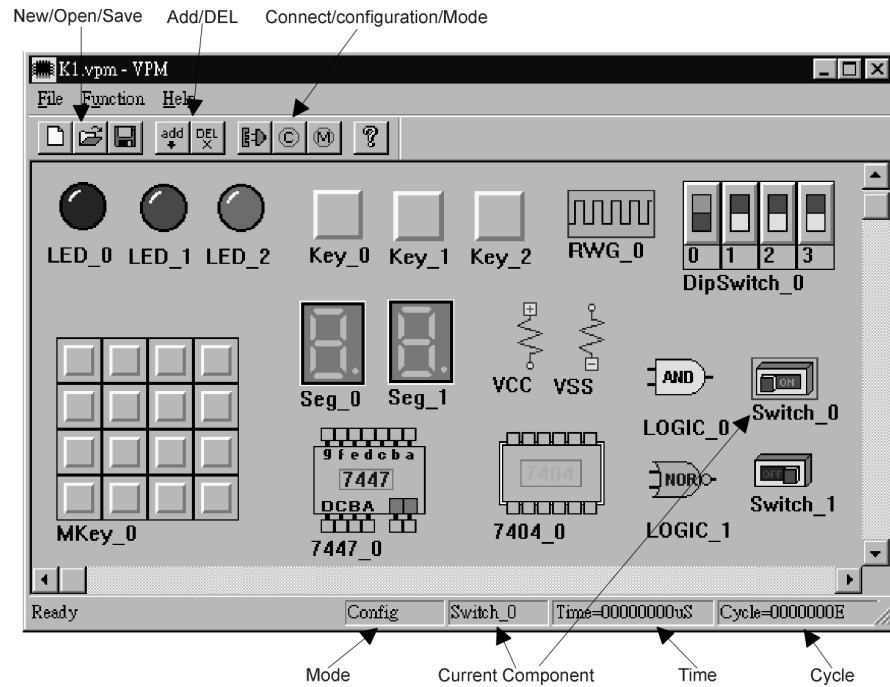 New/Open/Save Add/DEL Connect/configuration/Mode
K1.vpm - VPM
File Function Help
add DEL C M ?
LED_0 LED_1 LED_2 Key_0 Key_1 Key_2 RWG_0
0 1 2 3
DipSwitch_0
Seg_0 Seg_1 VCC VSS
AND ON
LOGIC_0 Switch_0
gfedcba
7447 7404
NOR OFF
DCBA
MKey_0 7447_0 7404_0 LOGIC_1 Switch_1
Ready Config Switch_0 Time=00000000uS Cycle=0000000E
Mode Current Component Time Cycle